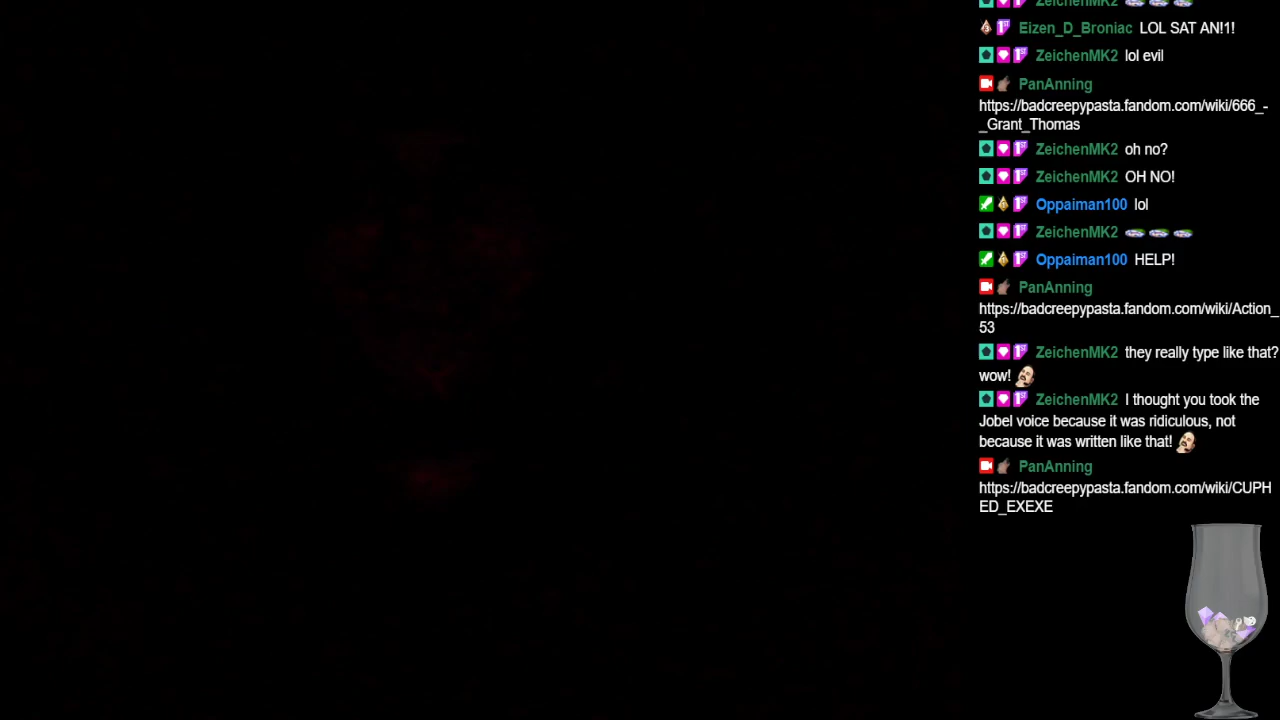 ZeichenMK2
Eizen_D_Broniac LOL SAT AN!1!
ZeichenMK2 lol evil
PanAnning
https://badcreepypasta.fandom.com/wiki/666_-
_Grant_Thomas
ZeichenMK2 oh no?
ZeichenMK2 OH NO!
Oppaiman100 lol
ZeichenMK2
Oppaiman100 HELP!
PanAnning
https://badcreepypasta.fandom.com/wiki/Action_
53
ZeichenMK2 they really type like that?
wow!
ZeichenMK2 I thought you took the
Jobel voice because it was ridiculous, not
because it was written like that!
PanAnning
https://badcreepypasta.fandom.com/wiki/CUPH
ED_EXEXE